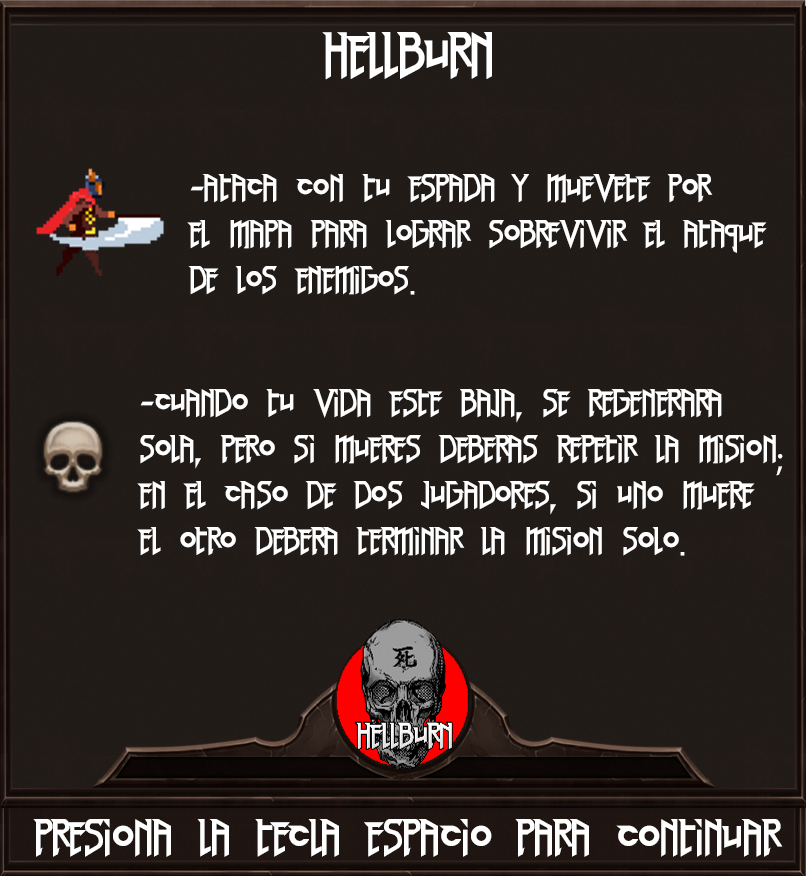 HELLBURN
-ATACA CON TU ESPADA Y MUEVETE POR
EL MAPA PARA LOGRAR SOBREVIVIR EL ATAQUE
DE LOS ENEMIGOS.
-CUANDO TU VIDA ESTE BAJA, SE REGENERARA
SOLA, PERO SI MUERES DEBERAS REPETIR LA MISION;
EN EL CASO DE DOS JUGADORES, SI UNO MUERE
EL OTRO DEBERA TERMINAR LA MISION SOLO.
死
HELLBURN
PRESIONA LA TECLA ESPACIO PARA CONTINUAR